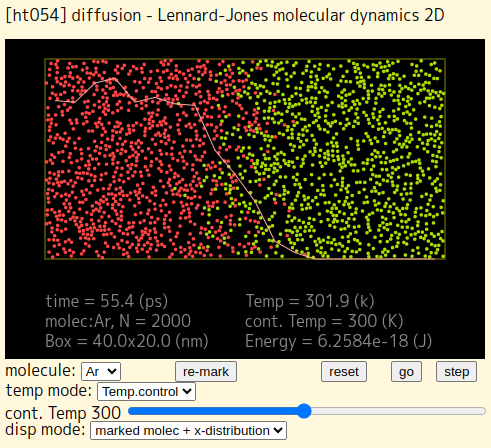 [ht054] diffusion - Lennard-Jones molecular dynamics 2D
time = 55.4 (ps) Temp = 301.9 (k)
molec:Ar, N = 2000 cont. Temp = 300 (K)
Box = 40.0x20.0 (nm) Energy = 6.2584e-18 (J)
molecule: Ar re-mark reset go step
temp mode: Temp.control
cont. Temp 300
disp mode: marked molec + x-distribution